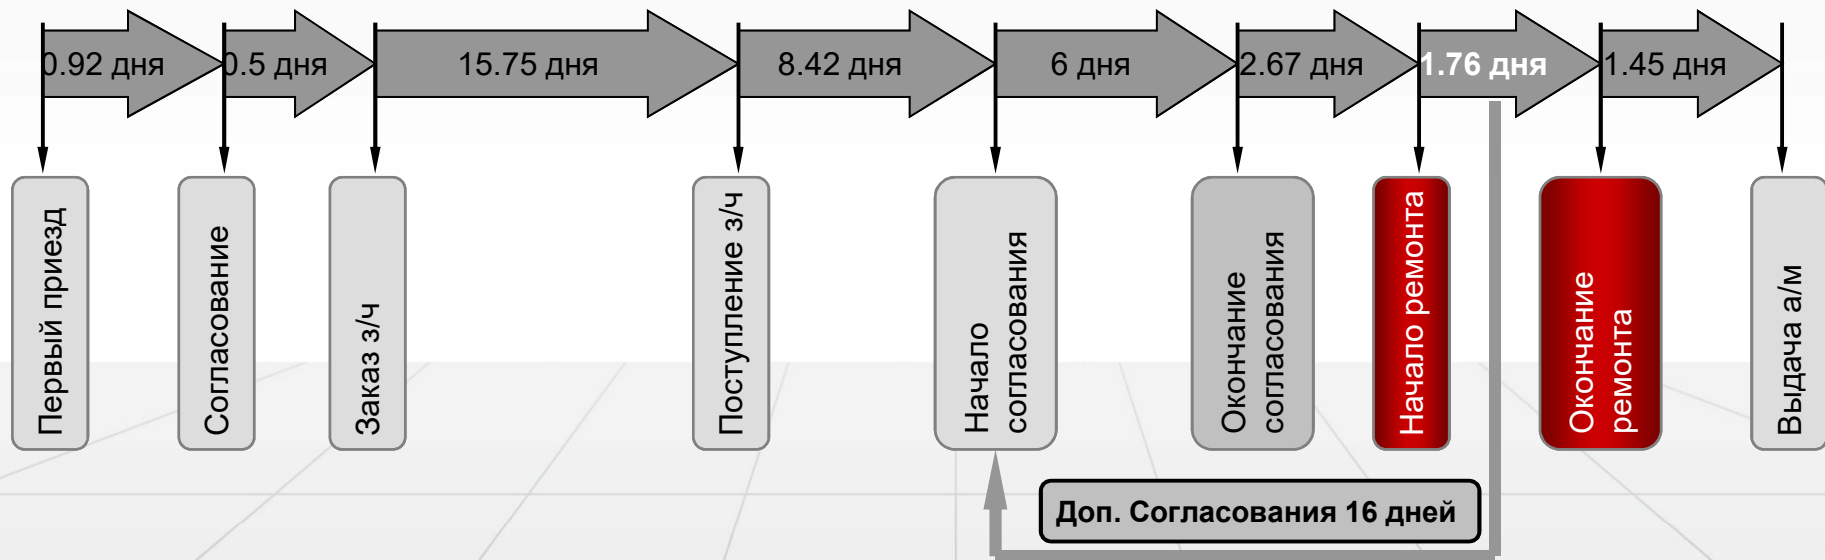 0.92 дня
0.5 дня
15.75 дня
8.42 дня
6 дня
2.67 дня
1.76 дня
1.45 дня
Первый приезд
Согласование
Заказ з/ч
Поступление з/ч
Начало
согласования
Окончание
согласования
Начало ремонта
Окончание
ремонта
Выдача а/м
Доп. Согласования 16 дней